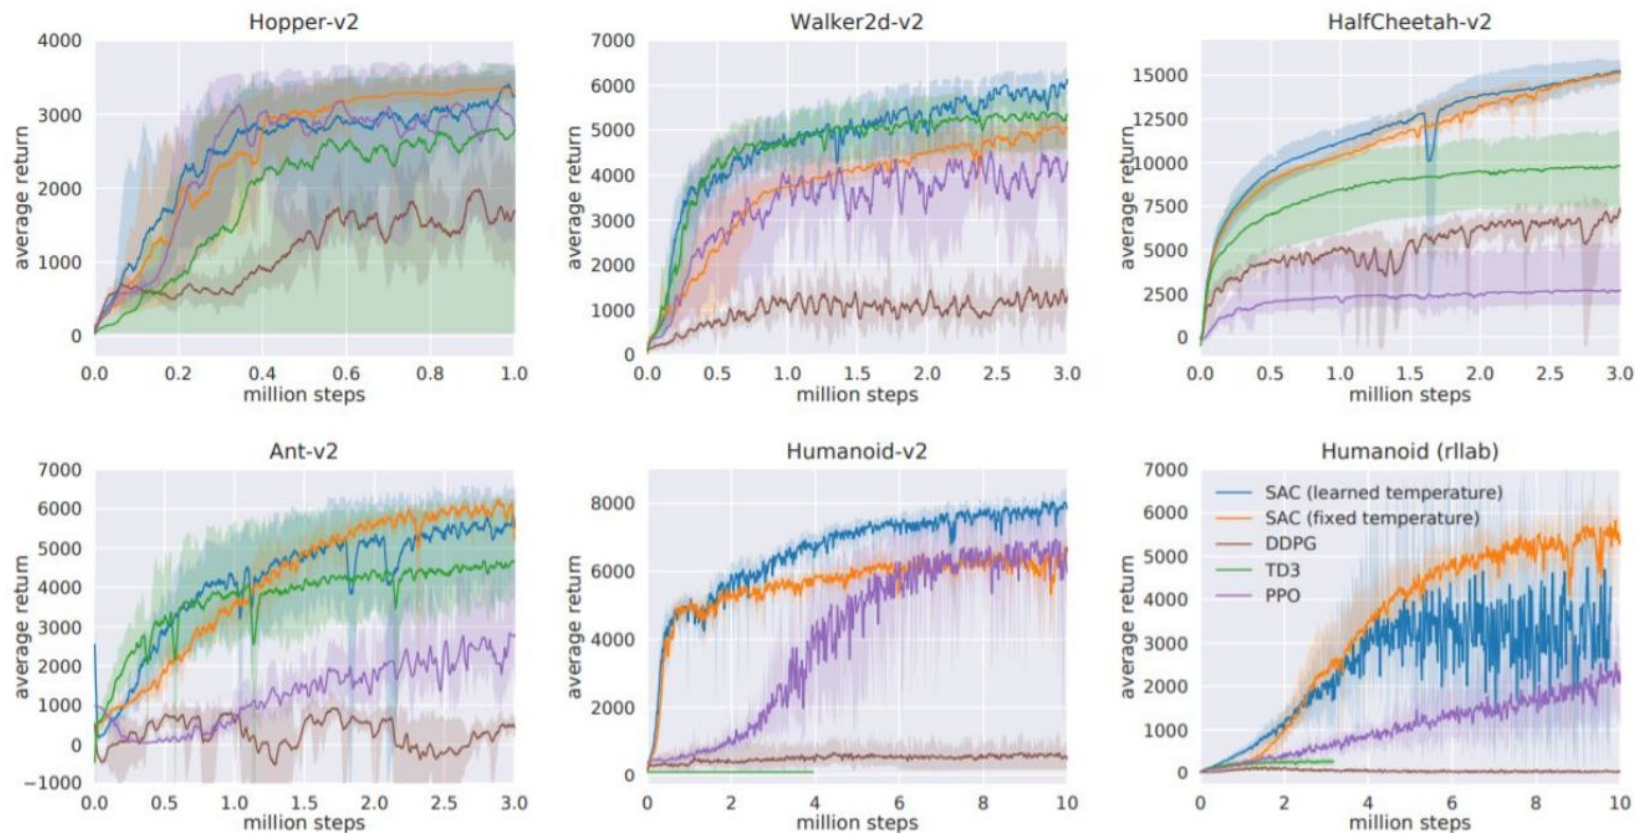 Hopper-v2
4000
3000
2000
1000
0
average return
0.0 0.2 0.4 0.6 0.8 1.0
million steps
Walker2d-v2
7000
6000
5000
4000
3000
2000
1000
0
average return
0.0 0.5 1.0 1.5 2.0 2.5 3.0
million steps
HalfCheetah-v2
15000
12500
10000
7500
5000
2500
0
average return
0.0 0.5 1.0 1.5 2.0 2.5 3.0
million steps
Ant-v2
7000
6000
5000
4000
3000
2000
1000
0
−1000
average return
0.0 0.5 1.0 1.5 2.0 2.5 3.0
million steps
Humanoid-v2
8000
6000
4000
2000
0
average return
0 2 4 6 8 10
million steps
Humanoid (rllab)
7000
6000
5000
4000
3000
2000
1000
0
average return
SAC (learned temperature)
SAC (fixed temperature)
DDPG
TD3
PPO
0 2 4 6 8 10
million steps